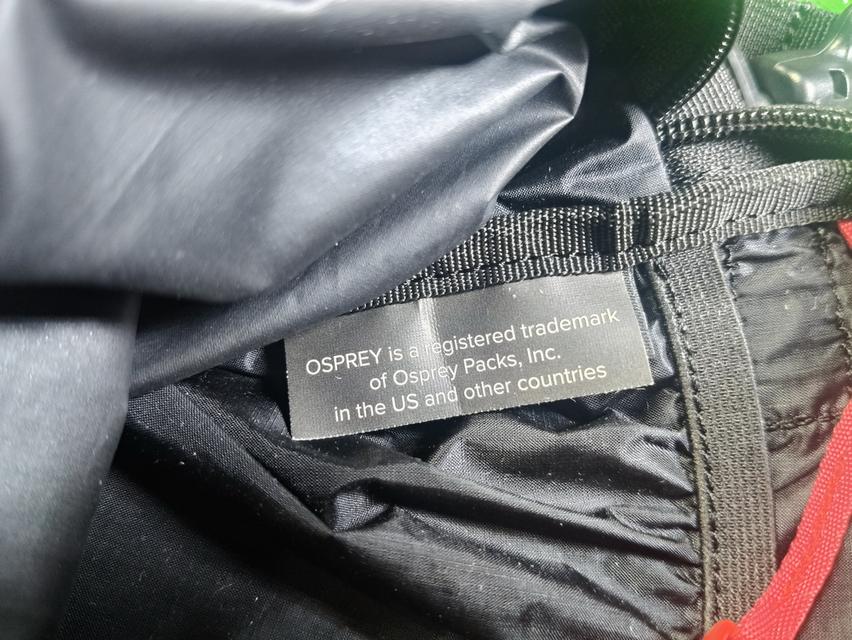 OSPREY is a registered trademark
of Osprey Packs, Inc.
in the US and other countries